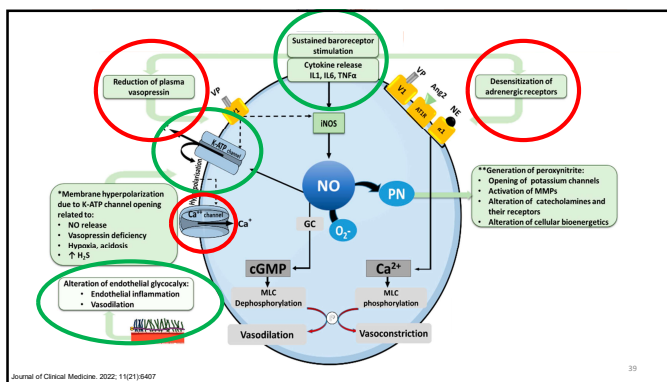 Sustained baroreceptor
stimulation
Cytokine release
IL1, IL6, TNFα
Reduction of plasma
vasopressin
Desensitization of
adrenergic receptors
VP
V1
VP
Ang2
NE
V1
AT1R
α1
iNOS
K-ATP channel
Hyperpolarisation
NO
PN
O₂-
GC
Ca⁺⁺ channel
Ca⁺
*Membrane hyperpolarization
due to K-ATP channel opening
related to:
• NO release
• Vasopressin deficiency
• Hypoxia, acidosis
• ↑ H₂S
**Generation of peroxynitrite:
• Opening of potassium channels
• Activation of MMPs
• Alteration of catecholamines and
their receptors
• Alteration of cellular bioenergetics
cGMP
Ca²⁺
MLC
Dephosphorylation
MLC
phosphorylation
Vasodilation
Vasoconstriction
Alteration of endothelial glycocalyx:
• Endothelial inflammation
• Vasodilation
Journal of Clinical Medicine. 2022; 11(21):6407
39